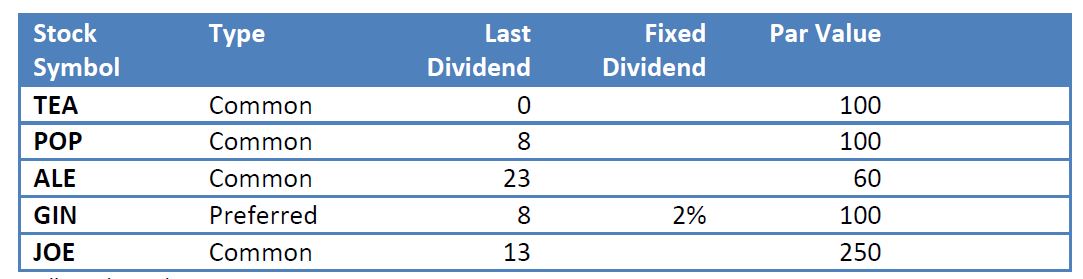 Stock Symbol Type Last Dividend Fixed Dividend Par Value
TEA Common 0 100
POP Common 8 100
ALE Common 23 60
GIN Preferred 8 2% 100
JOE Common 13 250